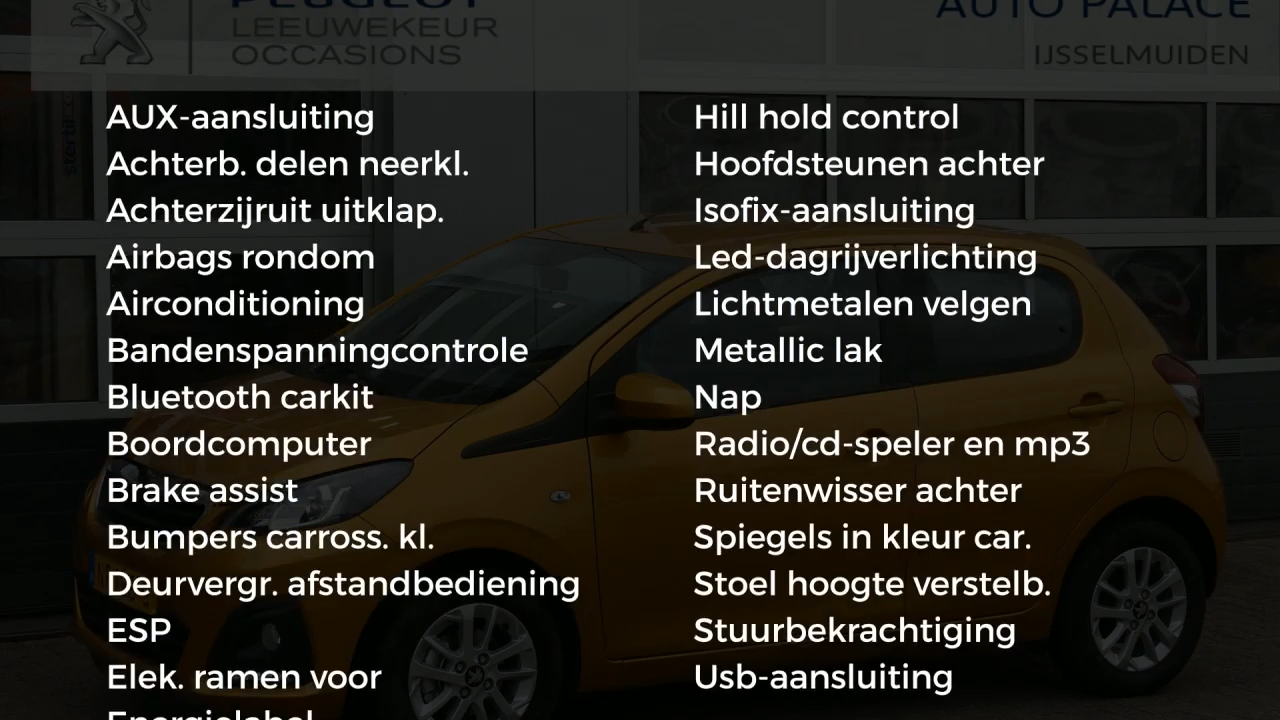 PEUGEOT
LEEUWEKEUR
OCCASIONS
AUTO PALACE
IJSSELMUIDEN
AUX-aansluiting
Achterb. delen neerkl.
Achterzijruit uitklap.
Airbags rondom
Airconditioning
Bandenspanningcontrole
Bluetooth carkit
Boordcomputer
Brake assist
Bumpers carross. kl.
Deurvergr. afstandbediening
ESP
Elek. ramen voor
Energielabel
Hill hold control
Hoofdsteunen achter
Isofix-aansluiting
Led-dagrijverlichting
Lichtmetalen velgen
Metallic lak
Nap
Radio/cd-speler en mp3
Ruitenwisser achter
Spiegels in kleur car.
Stoel hoogte verstelb.
Stuurbekrachtiging
Usb-aansluiting